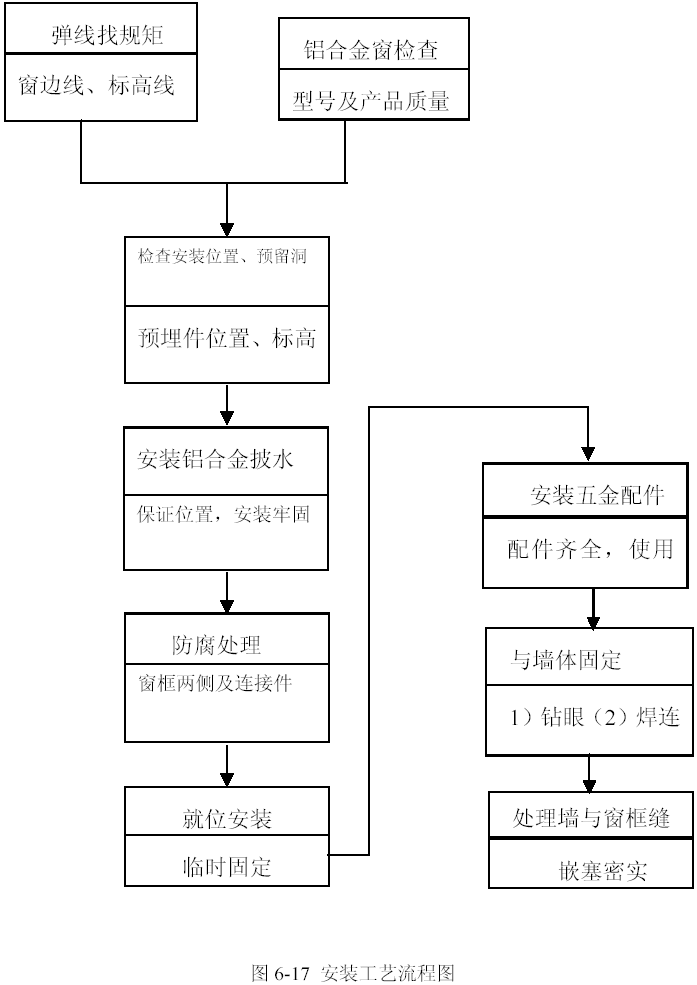 弹线找规矩
窗边线、标高线
铝合金窗检查
型号及产品质量
检查安装位置、预留洞
预埋件位置、标高
安装铝合金披水
保证位置，安装牢固
防腐处理
窗框两侧及连接件
就位安装
临时固定
安装五金配件
配件齐全，使用
与墙体固定
1）钻眼（2）焊连
处理墙与窗框缝
嵌塞密实
图 6-17 安装工艺流程图